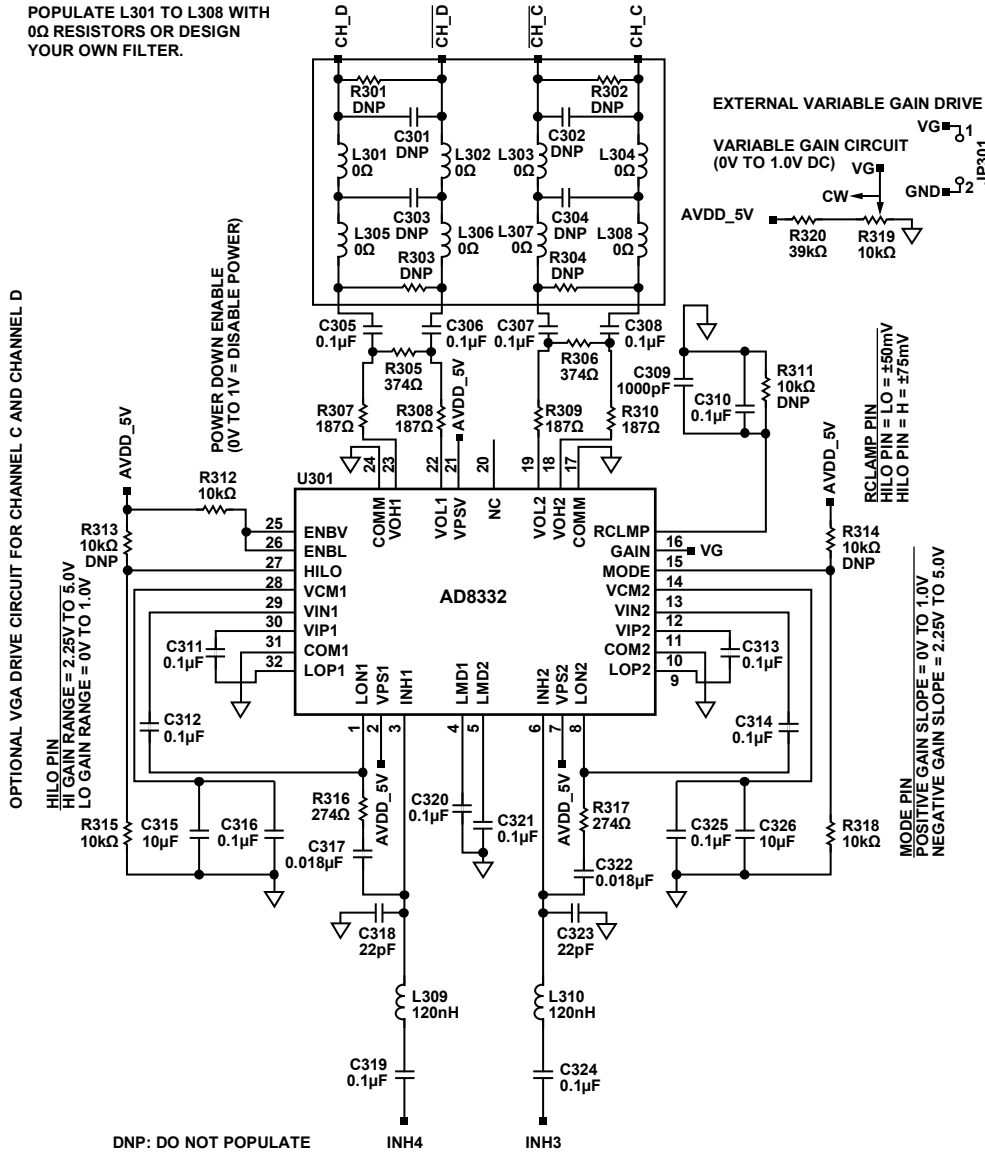 POPULATE L301 TO L308 WITH
0Ω RESISTORS OR DESIGN
YOUR OWN FILTER.
CH_D
CH_D
CH_C
CH_C
R301
DNP
R302
DNP
C301
DNP
C302
DNP
L301
0Ω
L302
0Ω
L303
0Ω
L304
0Ω
C303
DNP
C304
DNP
L305
0Ω
L306
0Ω
L307
0Ω
L308
0Ω
R303
DNP
R304
DNP
EXTERNAL VARIABLE GAIN DRIVE
VARIABLE GAIN CIRCUIT
(0V TO 1.0V DC)
VG
CW
AVDD_5V
R320
39kΩ
R319
10kΩ
VG
1
GND
2
JP301
C305
0.1µF
C306
0.1µF
C307
0.1µF
C308
0.1µF
R305
374Ω
R306
374Ω
R307
187Ω
R308
187Ω
AVDD_5V
R309
187Ω
R310
187Ω
C309
1000pF
C310
0.1µF
R311
10kΩ
DNP
RCLAMP PIN
HILO PIN = LO = ±50mV
HILO PIN = H = ±75mV
OPTIONAL VGA DRIVE CIRCUIT FOR CHANNEL C AND CHANNEL D
POWER DOWN ENABLE
(0V TO 1V = DISABLE POWER)
AVDD_5V
R312
10kΩ
R313
10kΩ
DNP
AVDD_5V
R314
10kΩ
DNP
U301
24
23
22
21
20
19
18
17
COMM
VOH1
VOL1
VPSV
NC
VOL2
VOH2
COMM
25 ENBV
26 ENBL
27 HILO
28 VCM1
29 VIN1
30 VIP1
31 COM1
32 LOP1
AD8332
RCLMP 16
GAIN 15
MODE 14
VCM2 13
VIN2 12
VIP2 11
COM2 10
LOP2 9
VG
LON1
VPS1
INH1
LMD1
LMD2
INH2
VPS2
LON2
1
2
3
4
5
6
7
8
C311
0.1µF
C312
0.1µF
C313
0.1µF
C314
0.1µF
HILO PIN
HI GAIN RANGE = 2.25V TO 5.0V
LO GAIN RANGE = 0V TO 1.0V
MODE PIN
POSITIVE GAIN SLOPE = 0V TO 1.0V
NEGATIVE GAIN SLOPE = 2.25V TO 5.0V
R315
10kΩ
C315
10µF
C316
0.1µF
R316
274Ω
AVDD_5V
C317
0.018µF
C320
0.1µF
C321
0.1µF
AVDD_5V
R317
274Ω
C322
0.018µF
C325
0.1µF
C326
10µF
R318
10kΩ
C318
22pF
C323
22pF
L309
120nH
L310
120nH
C319
0.1µF
C324
0.1µF
DNP: DO NOT POPULATE
INH4
INH3